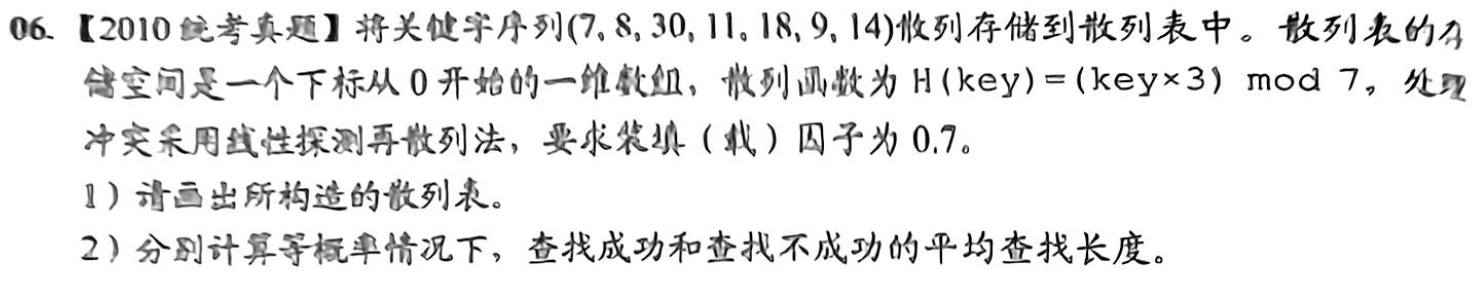 06. 【2010统考真题】将关键字序列(7, 8, 30, 11, 18, 9, 14)散列存储到散列表中。散列表的存
储空间是一个下标从0开始的一维数组,散列函数为 H(key)=(key×3) mod 7,处理
冲突采用线性探测再散列法,要求装填(载)因子为0.7。
1)请画出所构造的散列表。
2)分别计算等概率情况下,查找成功和查找不成功的平均查找长度。